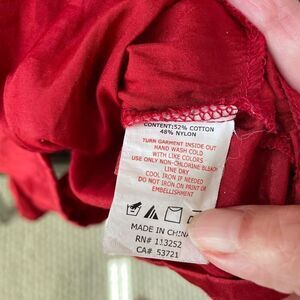 CONTENT:52% COTTON
48% NYLON
TURN GARMENT INSIDE OUT
HAND WASH COLD
WITH LIKE COLORS
USE ONLY NON-CHLORINE BLEACH
LINE DRY
COOL IRON IF NEEDED
DO NOT IRON ON PRINT OR
EMBELLISHMENT
MADE IN CHINA
RN# 113252
CA# 53721